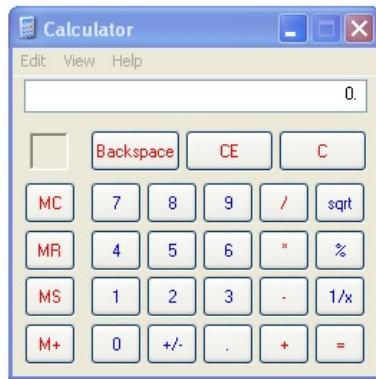 Calculator
Edit View Help
0.
Backspace CE C
MC 7 8 9 / sqrt
MR 4 5 6 * %
MS 1 2 3 - 1/x
M+ 0 +/- . + =